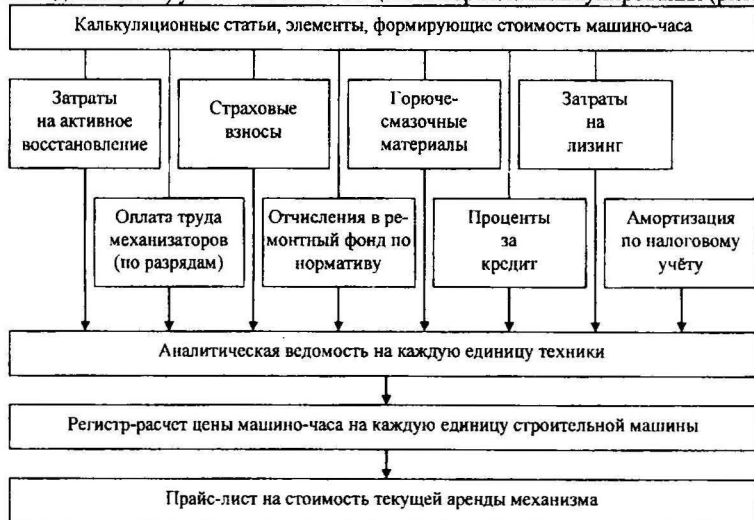 Калькуляционные статьи, элементы, формирующие стоимость машино-часа
Затраты
на активное
восстановление
Страховые
взносы
Горюче-
смазочные
материалы
Затраты
на
лизинг
Оплата труда
механизаторов
(по разрядам)
Отчисления в ре-
монтный фонд по
нормативу
Проценты
за
кредит
Амортизация
по налоговому
учёту
Аналитическая ведомость на каждую единицу техники
Регистр-расчет цены машино-часа на каждую единицу строительной машины
Прайс-лист на стоимость текущей аренды механизма